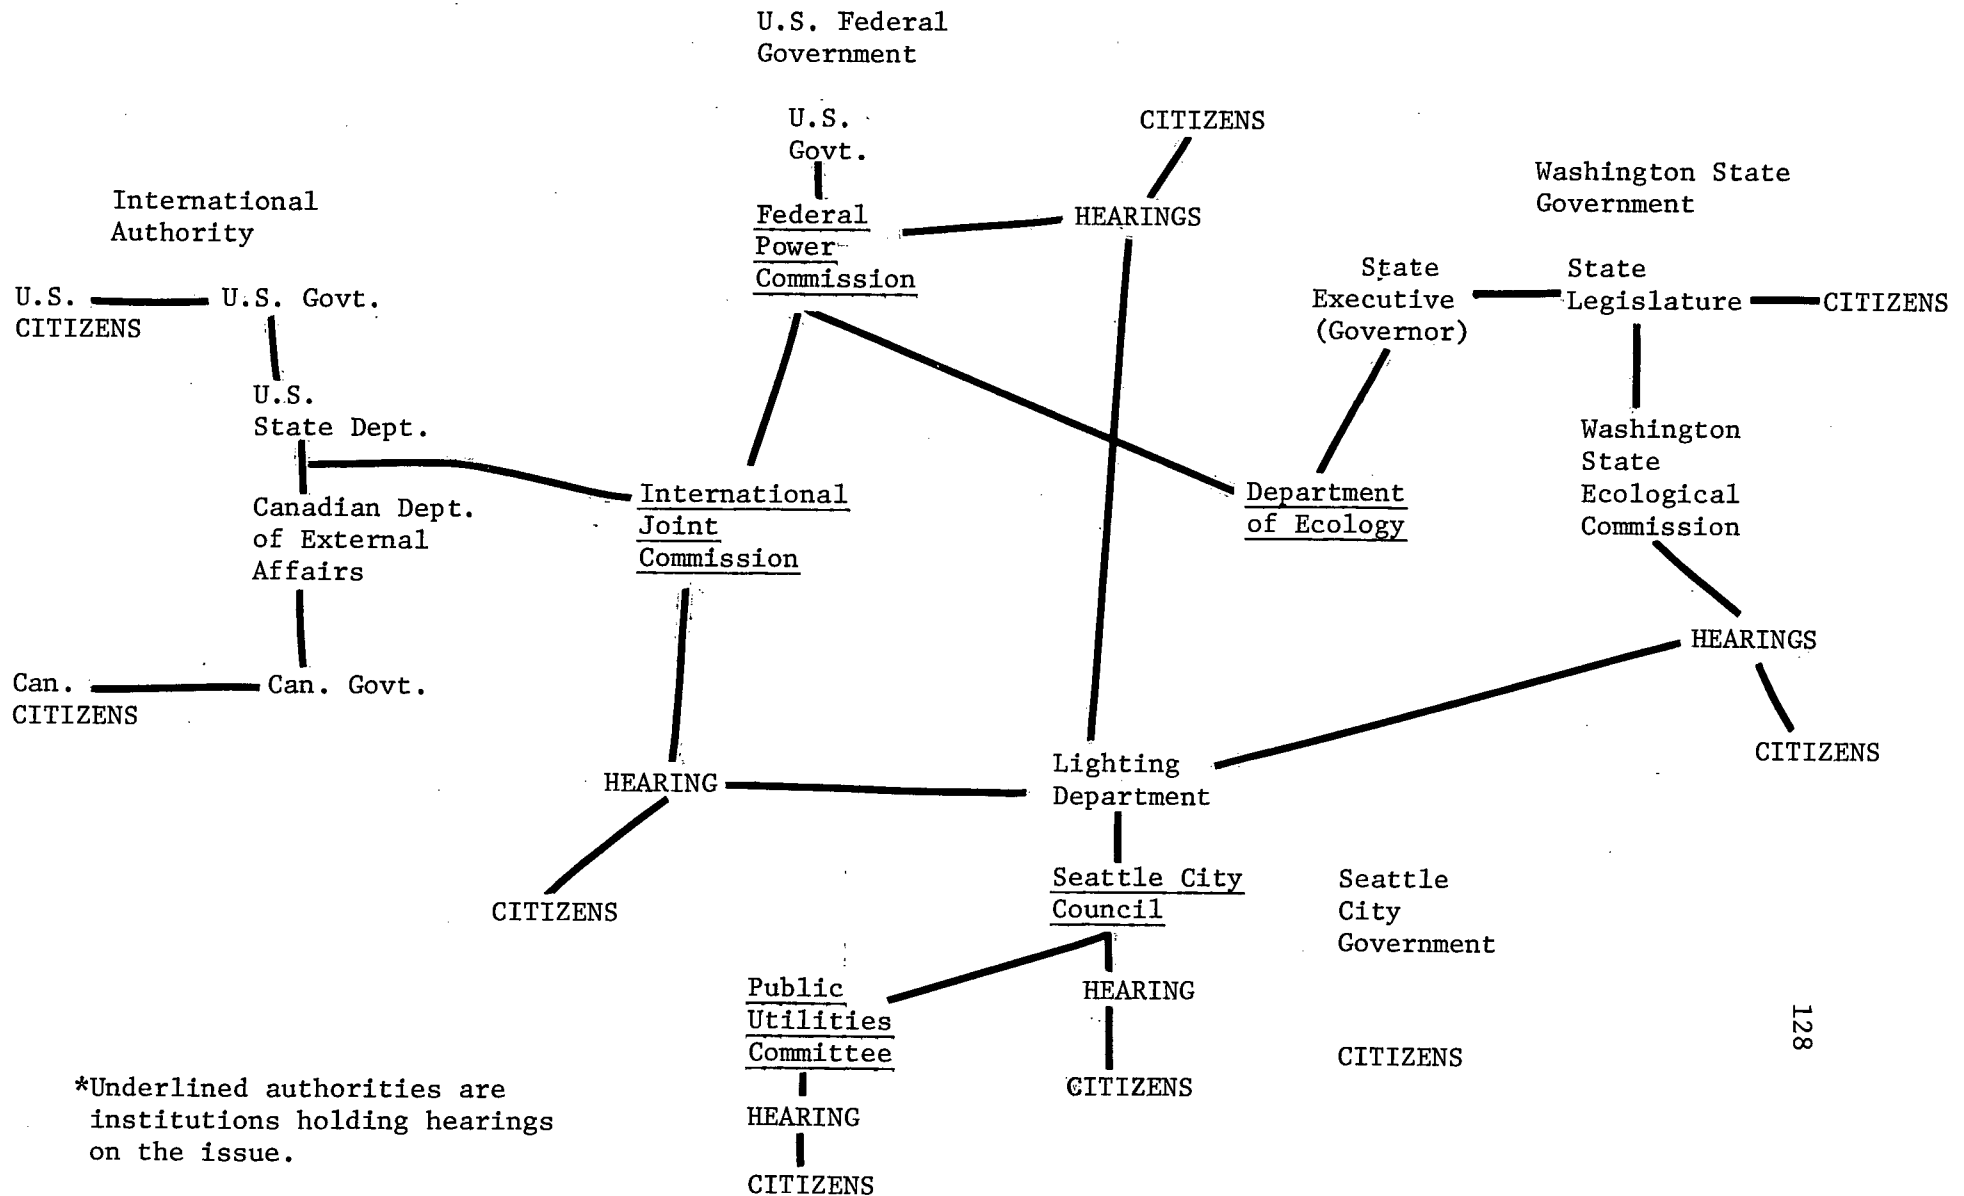 U.S. Federal
Government
U.S.
Govt.
CITIZENS
Federal
Power
Commission
HEARINGS
International
Authority
U.S.
CITIZENS
U.S. Govt.
U.S.
State Dept.
Canadian Dept.
of External
Affairs
Can.
CITIZENS
Can. Govt.
International
Joint
Commission
HEARING
CITIZENS
Washington State
Government
State
Executive
(Governor)
State
Legislature
CITIZENS
Department
of Ecology
Washington
State
Ecological
Commission
HEARINGS
CITIZENS
Lighting
Department
Seattle City
Council
Seattle
City
Government
Public
Utilities
Committee
HEARING
CITIZENS
HEARING
CITIZENS
CITIZENS
*Underlined authorities are
institutions holding hearings
on the issue.
128